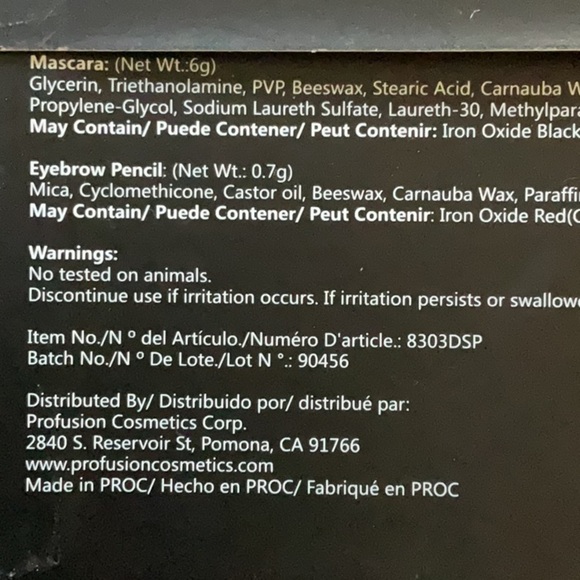 Mascara: (Net Wt.:6g)
Glycerin, Triethanolamine, PVP, Beeswax, Stearic Acid, Carnauba W
Propylene-Glycol, Sodium Laureth Sulfate, Laureth-30, Methylpar
May Contain/ Puede Contener/ Peut Contenir: Iron Oxide Black
Eyebrow Pencil: (Net Wt.: 0.7g)
Mica, Cyclomethicone, Castor oil, Beeswax, Carnauba Wax, Paraffi
May Contain/ Puede Contener/ Peut Contenir: Iron Oxide Red(C
Warnings:
No tested on animals.
Discontinue use if irritation occurs. If irritation persists or swallow
Item No./N º del Artículo./Numéro D'article.: 8303DSP
Batch No./N º De Lote./Lot N °.: 90456
Distributed By/ Distribuido por/ distribué par:
Profusion Cosmetics Corp.
2840 S. Reservoir St, Pomona, CA 91766
www.profusioncosmetics.com
Made in PROC/ Hecho en PROC/ Fabriqué en PROC